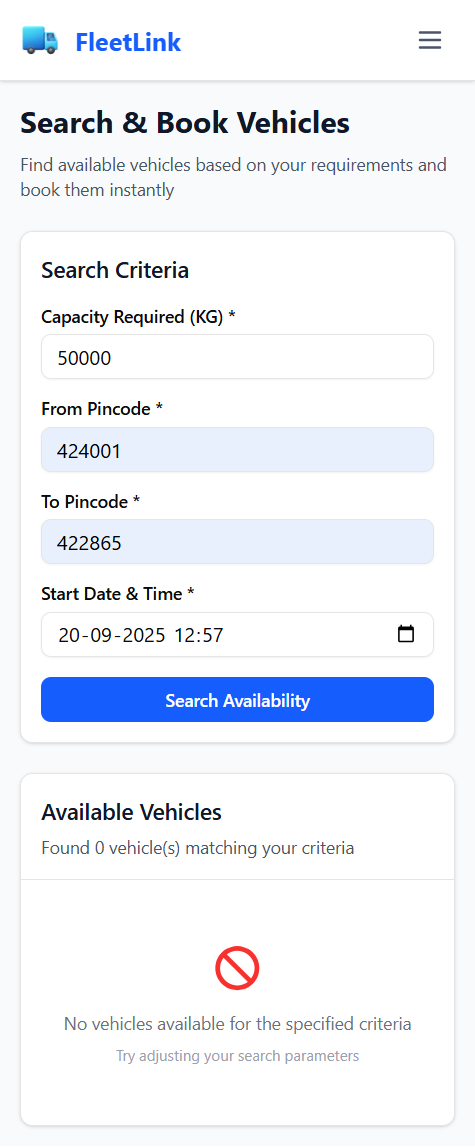 FleetLink
Search & Book Vehicles
Find available vehicles based on your requirements and
book them instantly
Search Criteria
Capacity Required (KG) *
50000
From Pincode *
424001
To Pincode *
422865
Start Date & Time *
20-09-2025 12:57
Search Availability
Available Vehicles
Found 0 vehicle(s) matching your criteria
No vehicles available for the specified criteria
Try adjusting your search parameters